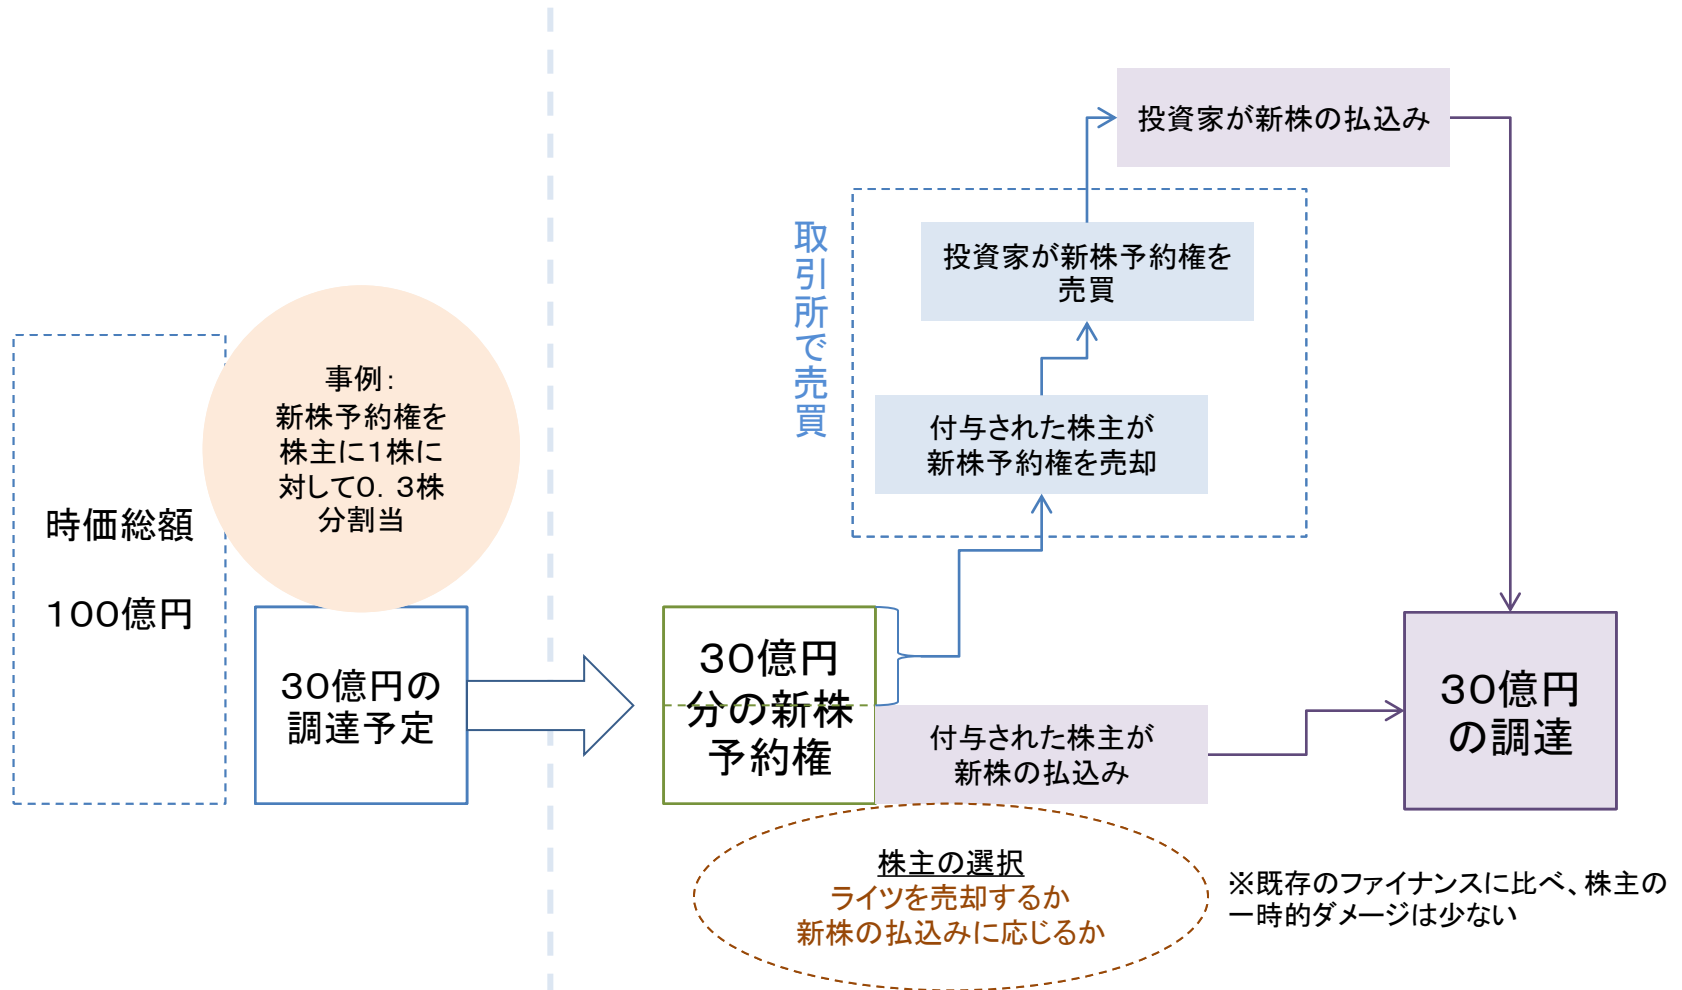 時価総額
１００億円
事例：
新株予約権を
株主に１株に
対して０．３株
分割当
３０億円の
調達予定
３０億円
分の新株
予約権
取引所で売買
投資家が新株の払込み
投資家が新株予約権を
売買
付与された株主が
新株予約権を売却
付与された株主が
新株の払込み
３０億円
の調達
株主の選択
ライツを売却するか
新株の払込みに応じるか
※既存のファイナンスに比べ、株主の
一時的ダメージは少ない